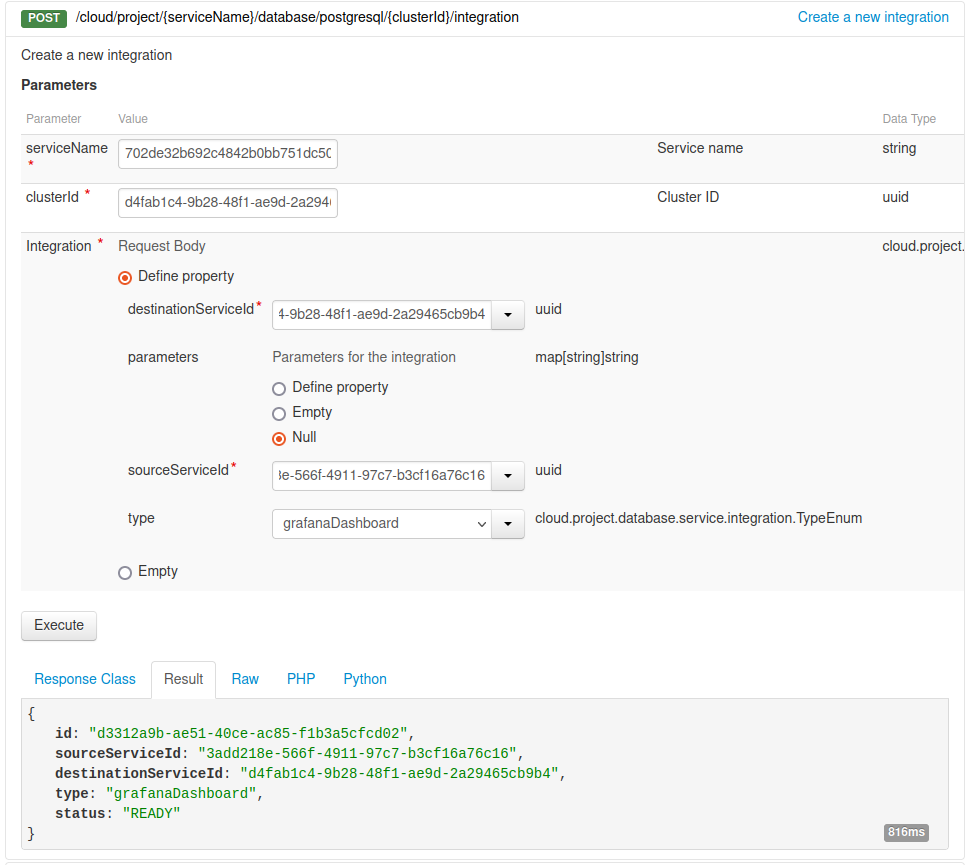 POST /cloud/project/{serviceName}/database/postgresql/{clusterId}/integration Create a new integration
Create a new integration
Parameters
Parameter Value Data Type
serviceName * 702de32b692c4842b0bb751dc50 Service name string
clusterId * d4fab1c4-9b28-48f1-ae9d-2a294 Cluster ID uuid
Integration * Request Body cloud.project.
Define property
destinationServiceId* 4-9b28-48f1-ae9d-2a29465cb9b4 uuid
parameters Parameters for the integration map[string]string
Define property
Empty
Null
sourceServiceId* 8e-566f-4911-97c7-b3cf16a76c16 uuid
type grafanaDashboard cloud.project.database.service.integration.TypeEnum
Empty
Execute
Response Class Result Raw PHP Python
{
id: "d3312a9b-ae51-40ce-ac85-f1b3a5cfcd02",
sourceServiceId: "3add218e-566f-4911-97c7-b3cf16a76c16",
destinationServiceId: "d4fab1c4-9b28-48f1-ae9d-2a29465cb9b4",
type: "grafanaDashboard",
status: "READY"
}
816ms